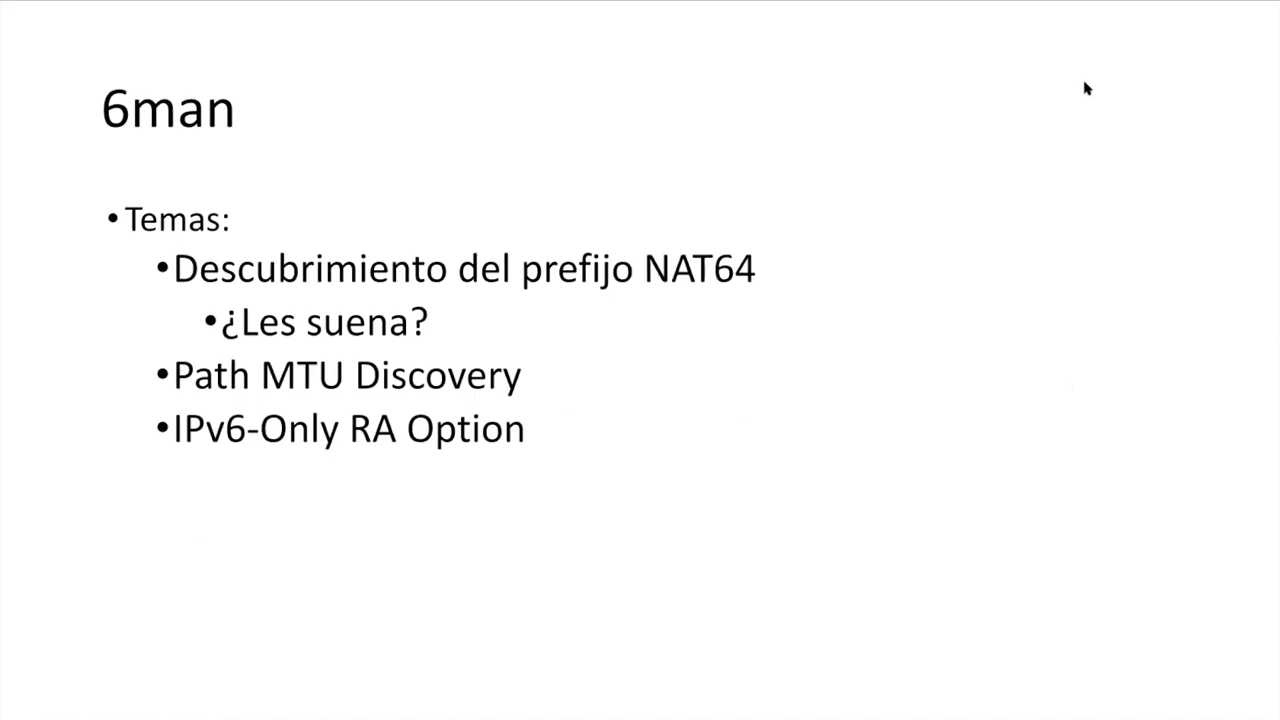 6man
• Temas:
•Descubrimiento del prefijo NAT64
•¿Les suena?
•Path MTU Discovery
•IPv6-Only RA Option